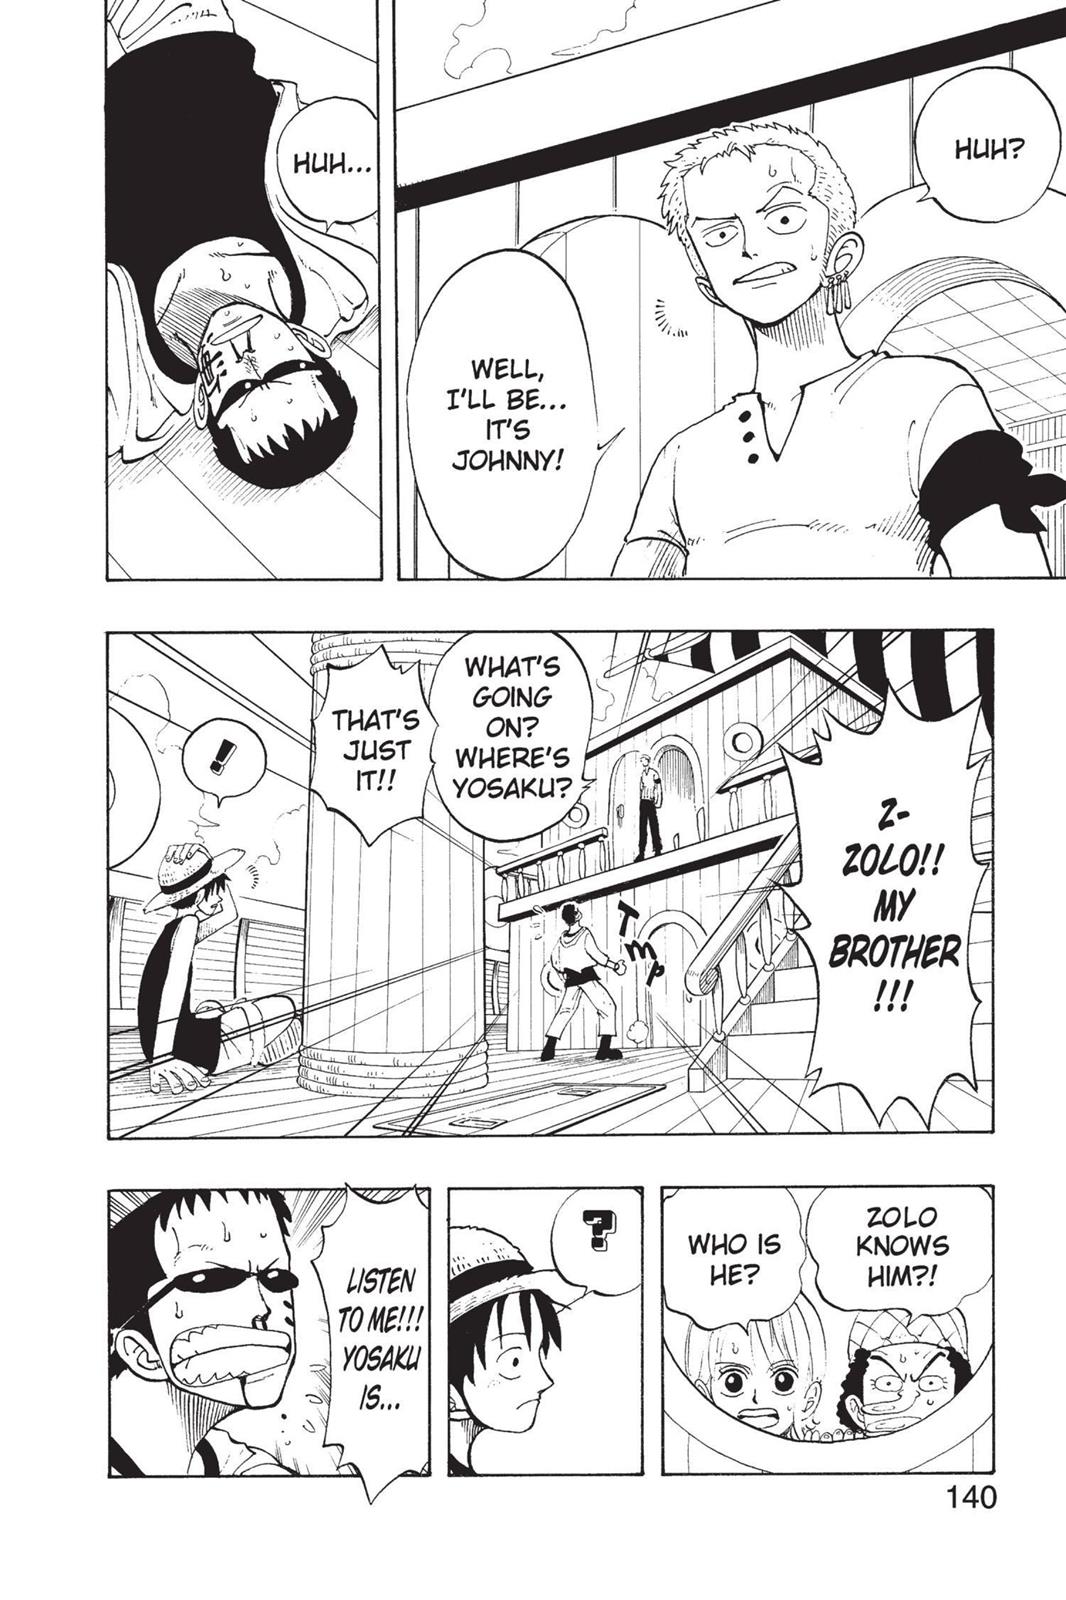 HUH?
WELL,
I'LL BE...
IT'S
JOHNNY!
HUH...
Z-
ZOLO!!
MY
BROTHER
!!!
WHAT'S
GOING
ON?
WHERE'S
YOSAKU?
THAT'S
JUST
IT!!
!
TMP
ZOLO
KNOWS
HIM?!
WHO IS
HE?
?
LISTEN
TO ME!!!
YOSAKU
IS...
140